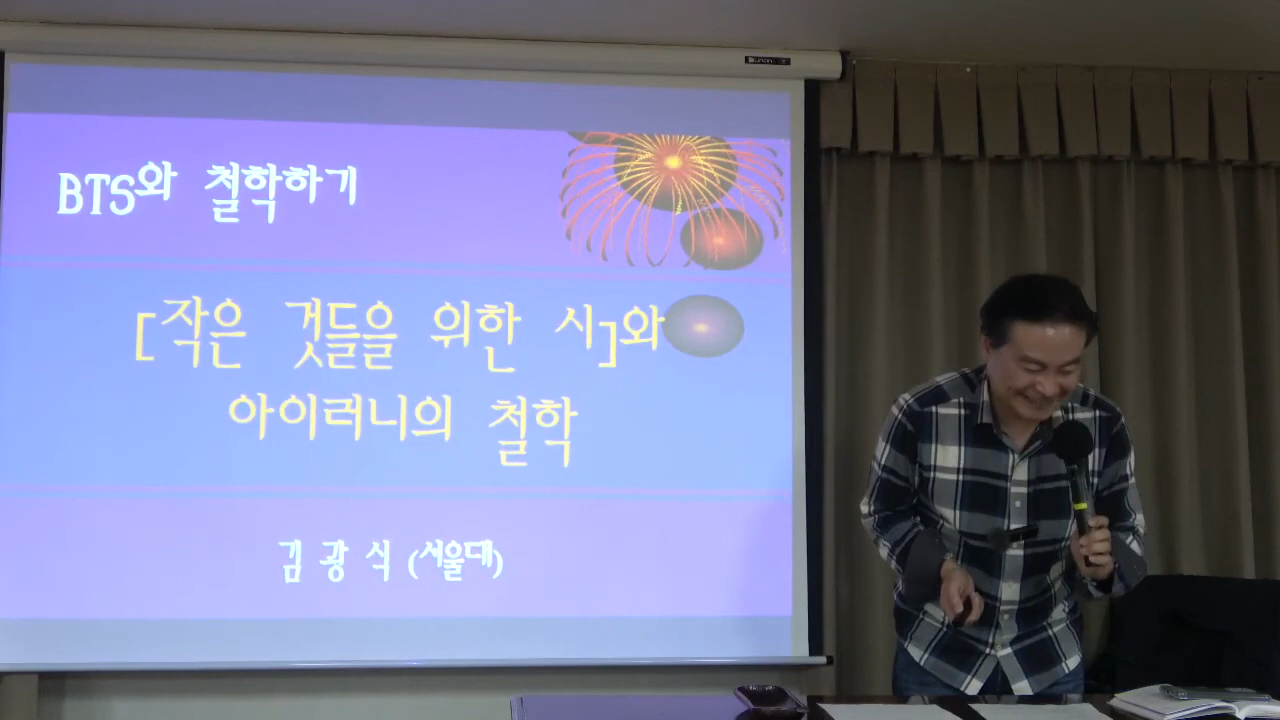 BTS와 철학하기
[작은 것들을 위한 시]와
아이러니의 철학
김 광 식 (서울대)